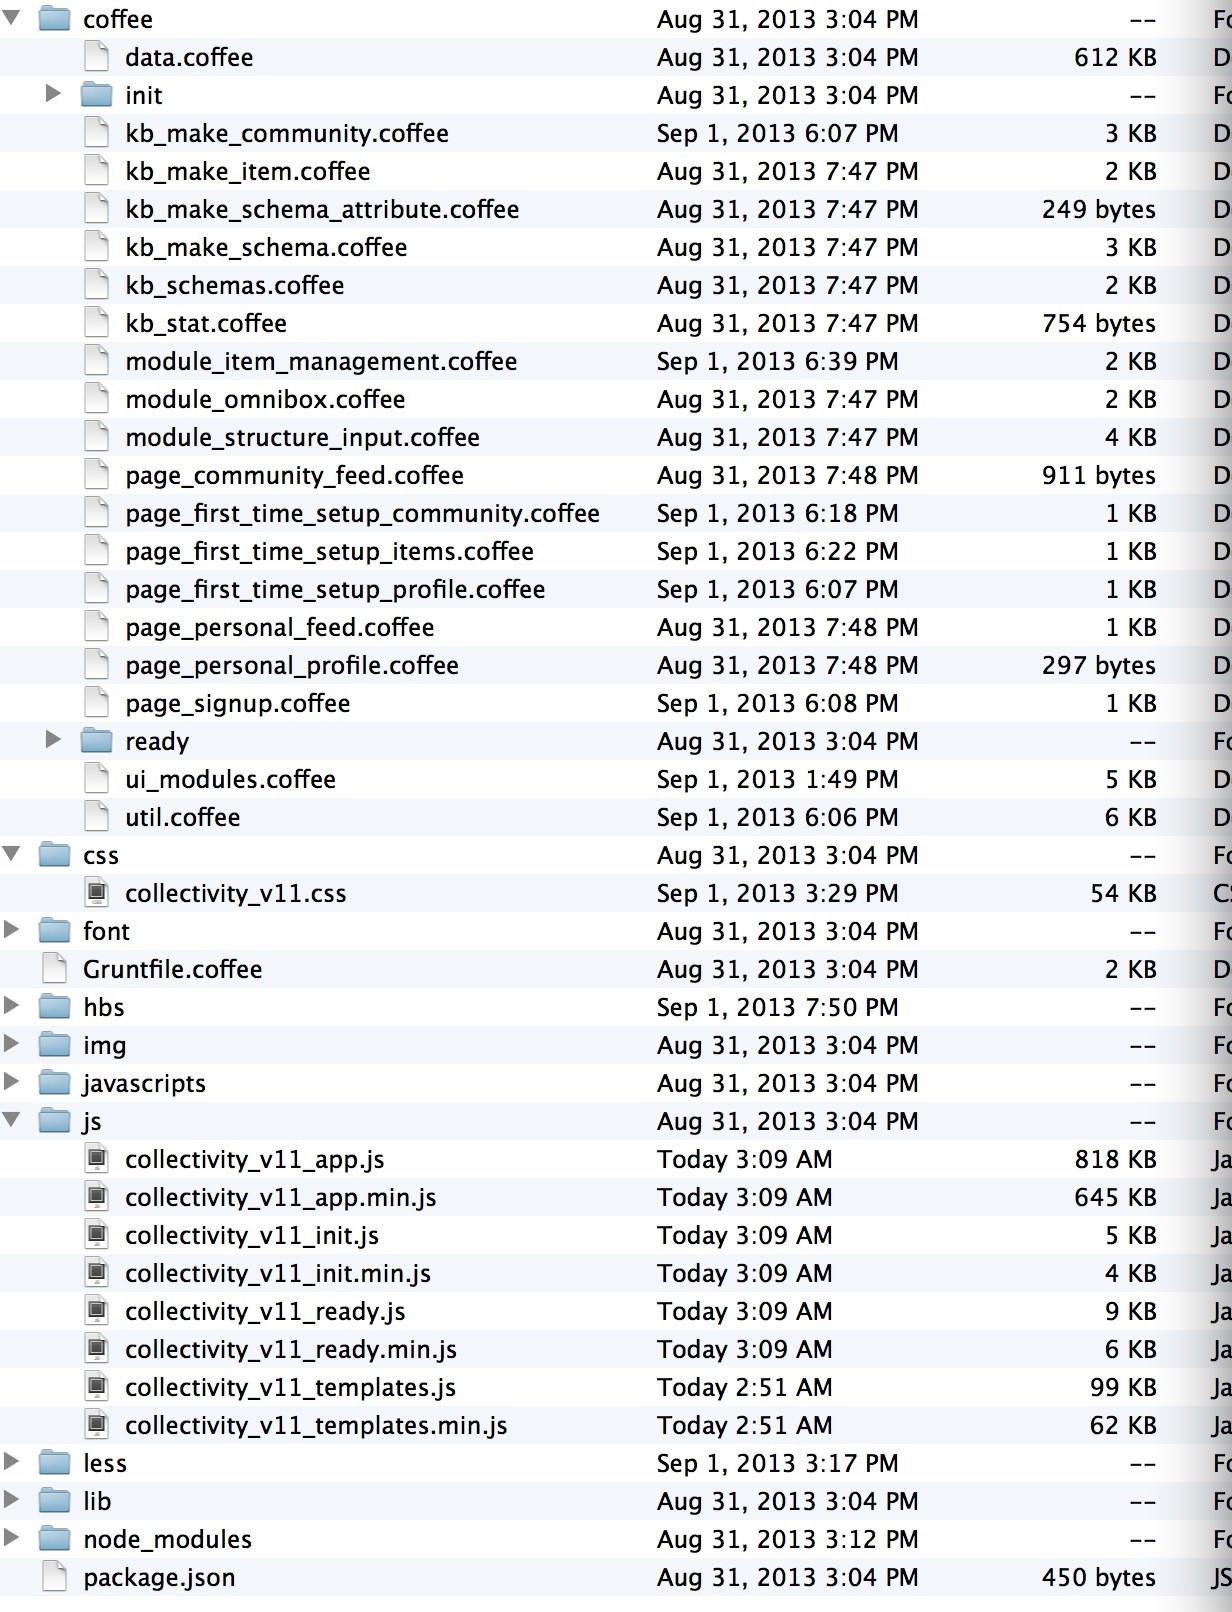 coffee Aug 31, 2013 3:04 PM -- Fo
data.coffee Aug 31, 2013 3:04 PM 612 KB D
init Aug 31, 2013 3:04 PM -- Fo
kb_make_community.coffee Sep 1, 2013 6:07 PM 3 KB D
kb_make_item.coffee Aug 31, 2013 7:47 PM 2 KB D
kb_make_schema_attribute.coffee Aug 31, 2013 7:47 PM 249 bytes D
kb_make_schema.coffee Aug 31, 2013 7:47 PM 3 KB D
kb_schemas.coffee Aug 31, 2013 7:47 PM 2 KB D
kb_stat.coffee Aug 31, 2013 7:47 PM 754 bytes D
module_item_management.coffee Sep 1, 2013 6:39 PM 2 KB D
module_omnibox.coffee Aug 31, 2013 7:47 PM 2 KB D
module_structure_input.coffee Aug 31, 2013 7:47 PM 4 KB D
page_community_feed.coffee Aug 31, 2013 7:48 PM 911 bytes D
page_first_time_setup_community.coffee Sep 1, 2013 6:18 PM 1 KB D
page_first_time_setup_items.coffee Sep 1, 2013 6:22 PM 1 KB D
page_first_time_setup_profile.coffee Sep 1, 2013 6:07 PM 1 KB D
page_personal_feed.coffee Aug 31, 2013 7:48 PM 1 KB D
page_personal_profile.coffee Aug 31, 2013 7:48 PM 297 bytes D
page_signup.coffee Sep 1, 2013 6:08 PM 1 KB D
ready Aug 31, 2013 3:04 PM -- Fo
ui_modules.coffee Sep 1, 2013 1:49 PM 5 KB D
util.coffee Sep 1, 2013 6:06 PM 6 KB D
css Aug 31, 2013 3:04 PM -- Fo
collectivity_v11.css Sep 1, 2013 3:29 PM 54 KB CS
font Aug 31, 2013 3:04 PM -- Fo
Gruntfile.coffee Aug 31, 2013 3:04 PM 2 KB D
hbs Sep 1, 2013 7:50 PM -- Fo
img Aug 31, 2013 3:04 PM -- Fo
javascripts Aug 31, 2013 3:04 PM -- Fo
js Aug 31, 2013 3:04 PM -- Fo
collectivity_v11_app.js Today 3:09 AM 818 KB Ja
collectivity_v11_app.min.js Today 3:09 AM 645 KB Ja
collectivity_v11_init.js Today 3:09 AM 5 KB Ja
collectivity_v11_init.min.js Today 3:09 AM 4 KB Ja
collectivity_v11_ready.js Today 3:09 AM 9 KB Ja
collectivity_v11_ready.min.js Today 3:09 AM 6 KB Ja
collectivity_v11_templates.js Today 2:51 AM 99 KB Ja
collectivity_v11_templates.min.js Today 2:51 AM 62 KB Ja
less Sep 1, 2013 3:17 PM -- Fo
lib Aug 31, 2013 3:04 PM -- Fo
node_modules Aug 31, 2013 3:12 PM -- Fo
package.json Aug 31, 2013 3:04 PM 450 bytes JS